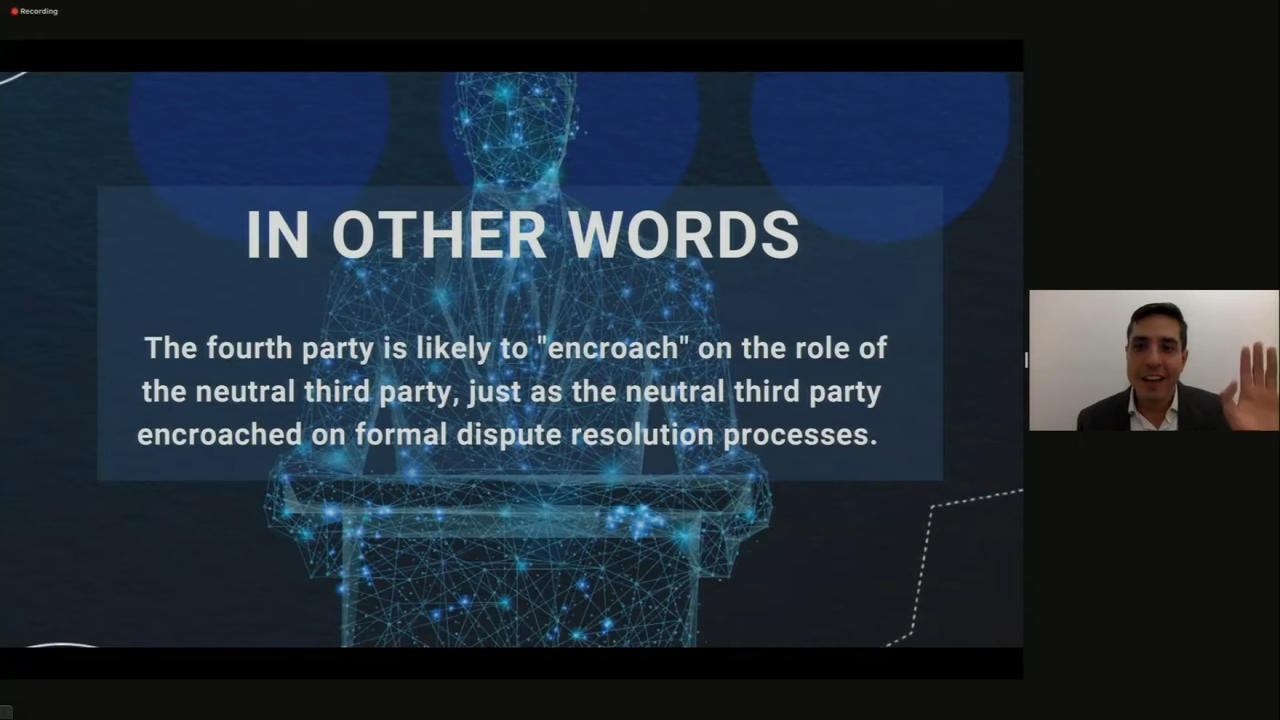 Recording
IN OTHER WORDS
The fourth party is likely to "encroach" on the role of
the neutral third party, just as the neutral third party
encroached on formal dispute resolution processes.